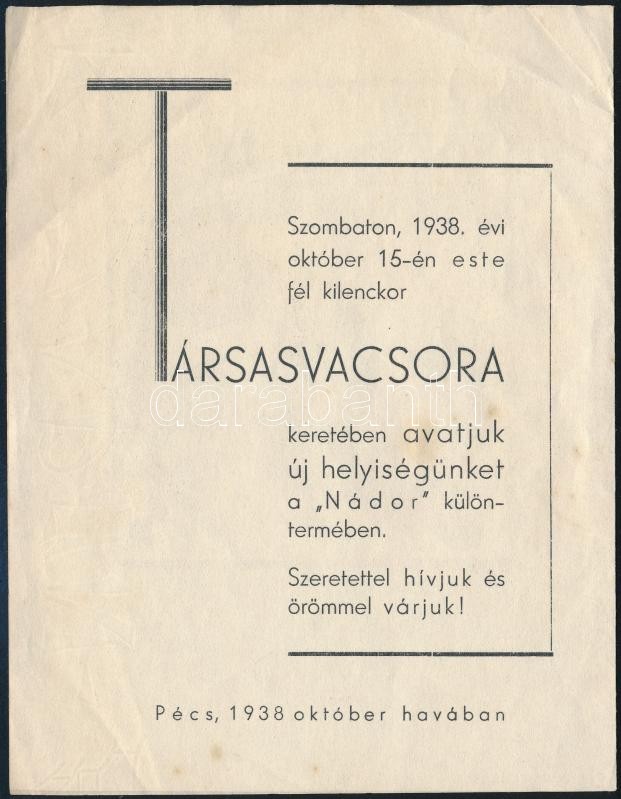 Szombaton, 1938. évi
október 15-én este
fél kilenckor
TÁRSASVACSORA
darabanth
keretében avatjuk
új helyiségünket
a „Nádor” külön-
termében.
Szeretettel hívjuk és
örömmel várjuk!
Pécs, 1938 október havában